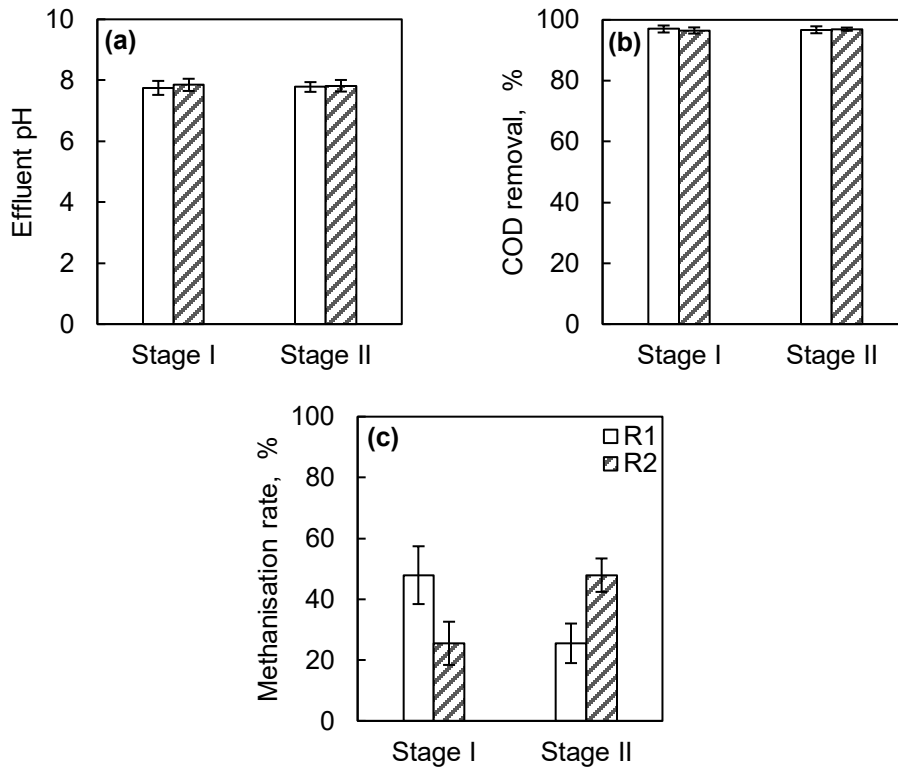 (a)
Effluent pH
10
8
6
4
2
0
Stage I
Stage II
(b)
COD removal, %
100
80
60
40
20
0
Stage I
Stage II
(c)
Methanisation rate, %
100
80
60
40
20
0
Stage I
Stage II
R1
R2